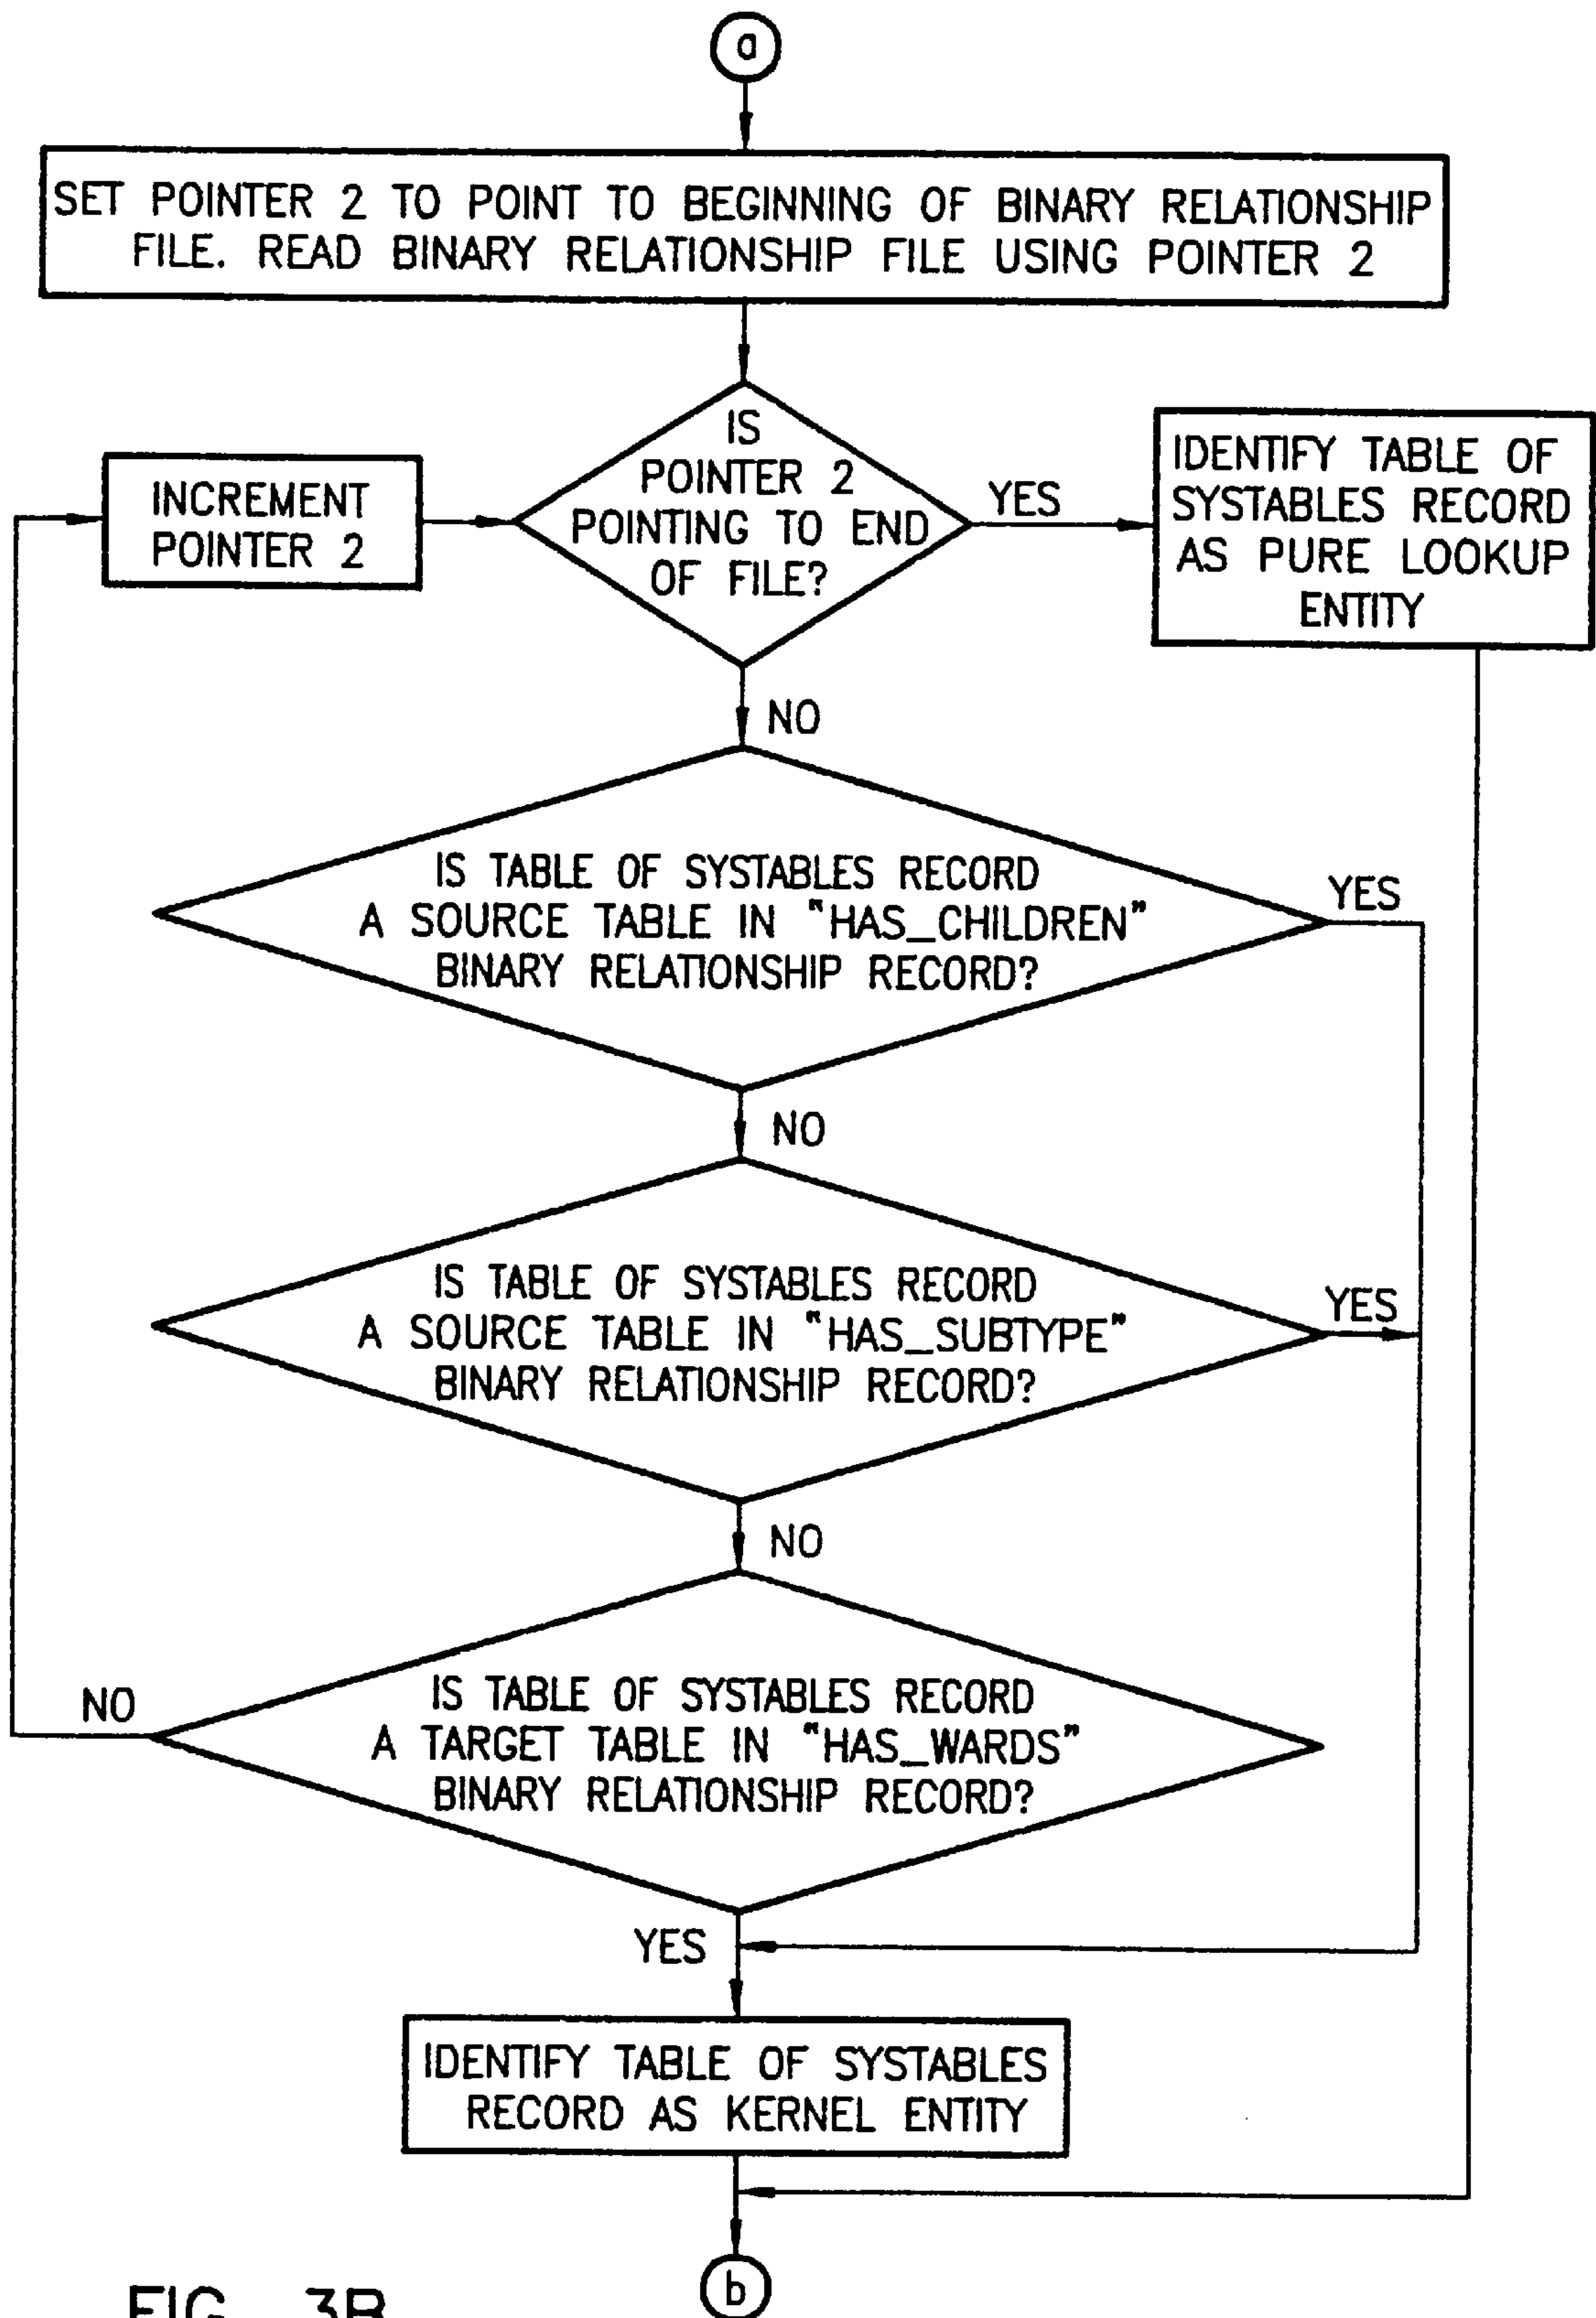 a
SET POINTER 2 TO POINT TO BEGINNING OF BINARY RELATIONSHIP
FILE. READ BINARY RELATIONSHIP FILE USING POINTER 2
INCREMENT
POINTER 2
IS
POINTER 2
POINTING TO END
OF FILE?
YES
IDENTIFY TABLE OF
SYSTABLES RECORD
AS PURE LOOKUP
ENTITY
NO
IS TABLE OF SYSTABLES RECORD
A SOURCE TABLE IN "HAS_CHILDREN"
BINARY RELATIONSHIP RECORD?
YES
NO
IS TABLE OF SYSTABLES RECORD
A SOURCE TABLE IN "HAS_SUBTYPE"
BINARY RELATIONSHIP RECORD?
YES
NO
IS TABLE OF SYSTABLES RECORD
A TARGET TABLE IN "HAS_WARDS"
BINARY RELATIONSHIP RECORD?
NO
YES
IDENTIFY TABLE OF SYSTABLES
RECORD AS KERNEL ENTITY
b
FIG. 3B